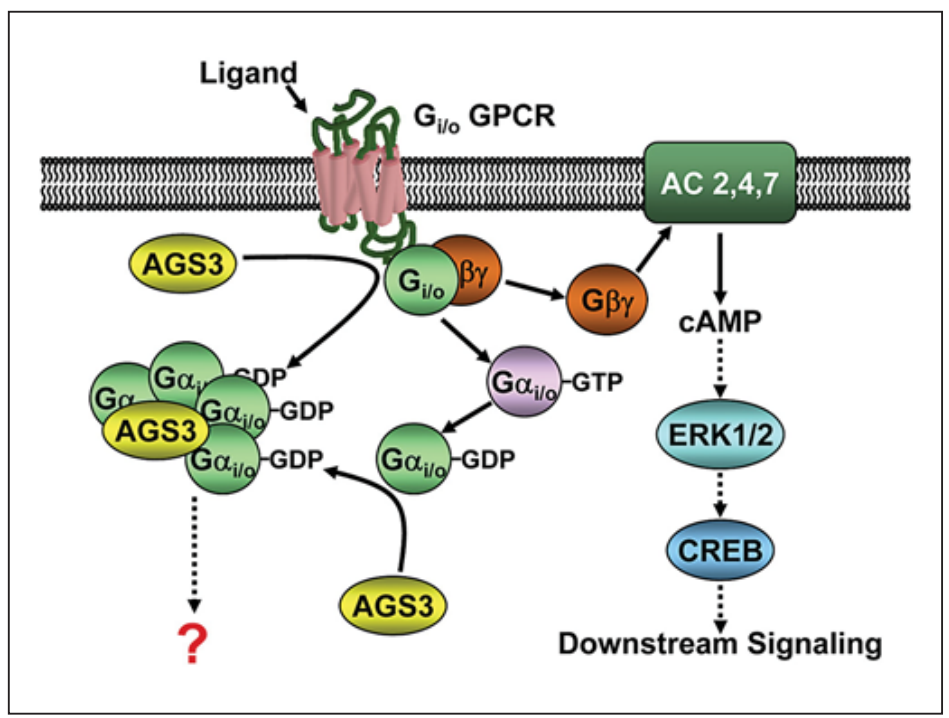 Ligand
Gi/o GPCR
AC 2,4,7
AGS3
Gi/o
βγ
Gβγ
cAMP
Gαi/o
GTP
Gαi/
GDP
Gα
Gαi/o
GDP
AGS3
Gαi/o
GDP
Gαi/o
GDP
ERK1/2
CREB
AGS3
?
Downstream Signaling